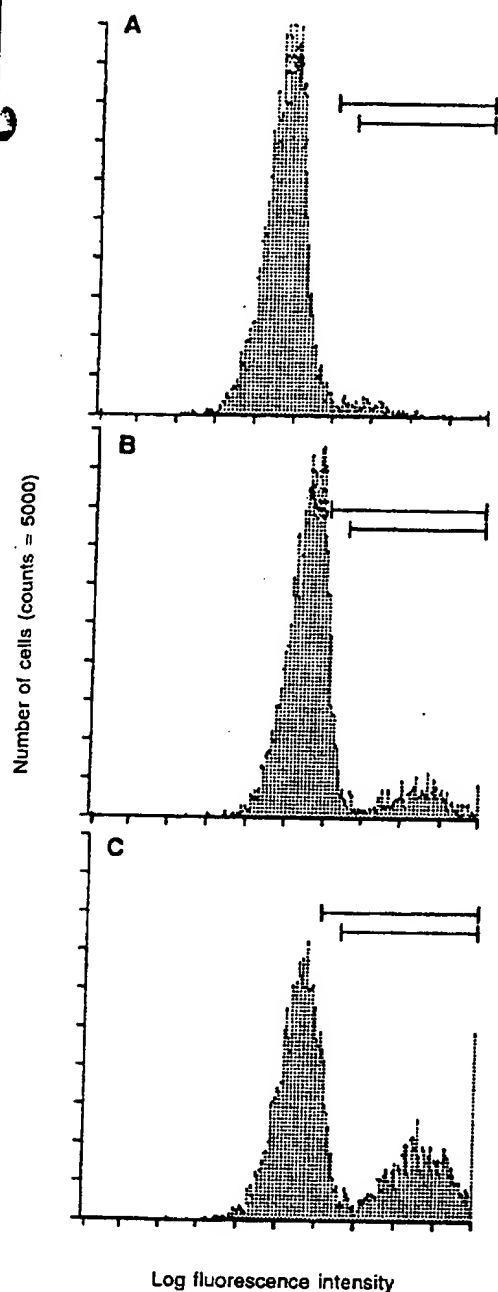 A
B
C
Number of cells (counts = 5000)
Log fluorescence intensity